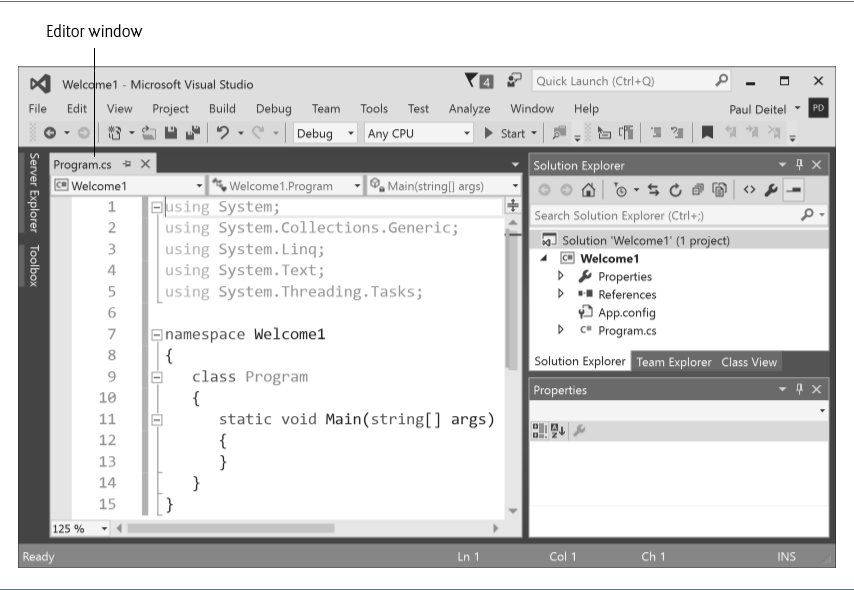 Editor window
Welcome1 - Microsoft Visual Studio
4
Quick Launch (Ctrl+Q)
File Edit View Project Build Debug Team Tools Test Analyze Window Help
Paul Deitel PD
Debug Any CPU Start
Server Explorer
Toolbox
Program.cs
C# Welcome1 Welcome1.Program Main(string[] args)
1 using System;
2 using System.Collections.Generic;
3 using System.Linq;
4 using System.Text;
5 using System.Threading.Tasks;
6
7 namespace Welcome1
8 {
9 class Program
10 {
11 static void Main(string[] args)
12 {
13 }
14 }
15 }
125 %
Solution Explorer
Search Solution Explorer (Ctrl+;)
Solution 'Welcome1' (1 project)
C# Welcome1
Properties
References
App.config
C# Program.cs
Solution Explorer Team Explorer Class View
Properties
Ready Ln 1 Col 1 Ch 1 INS